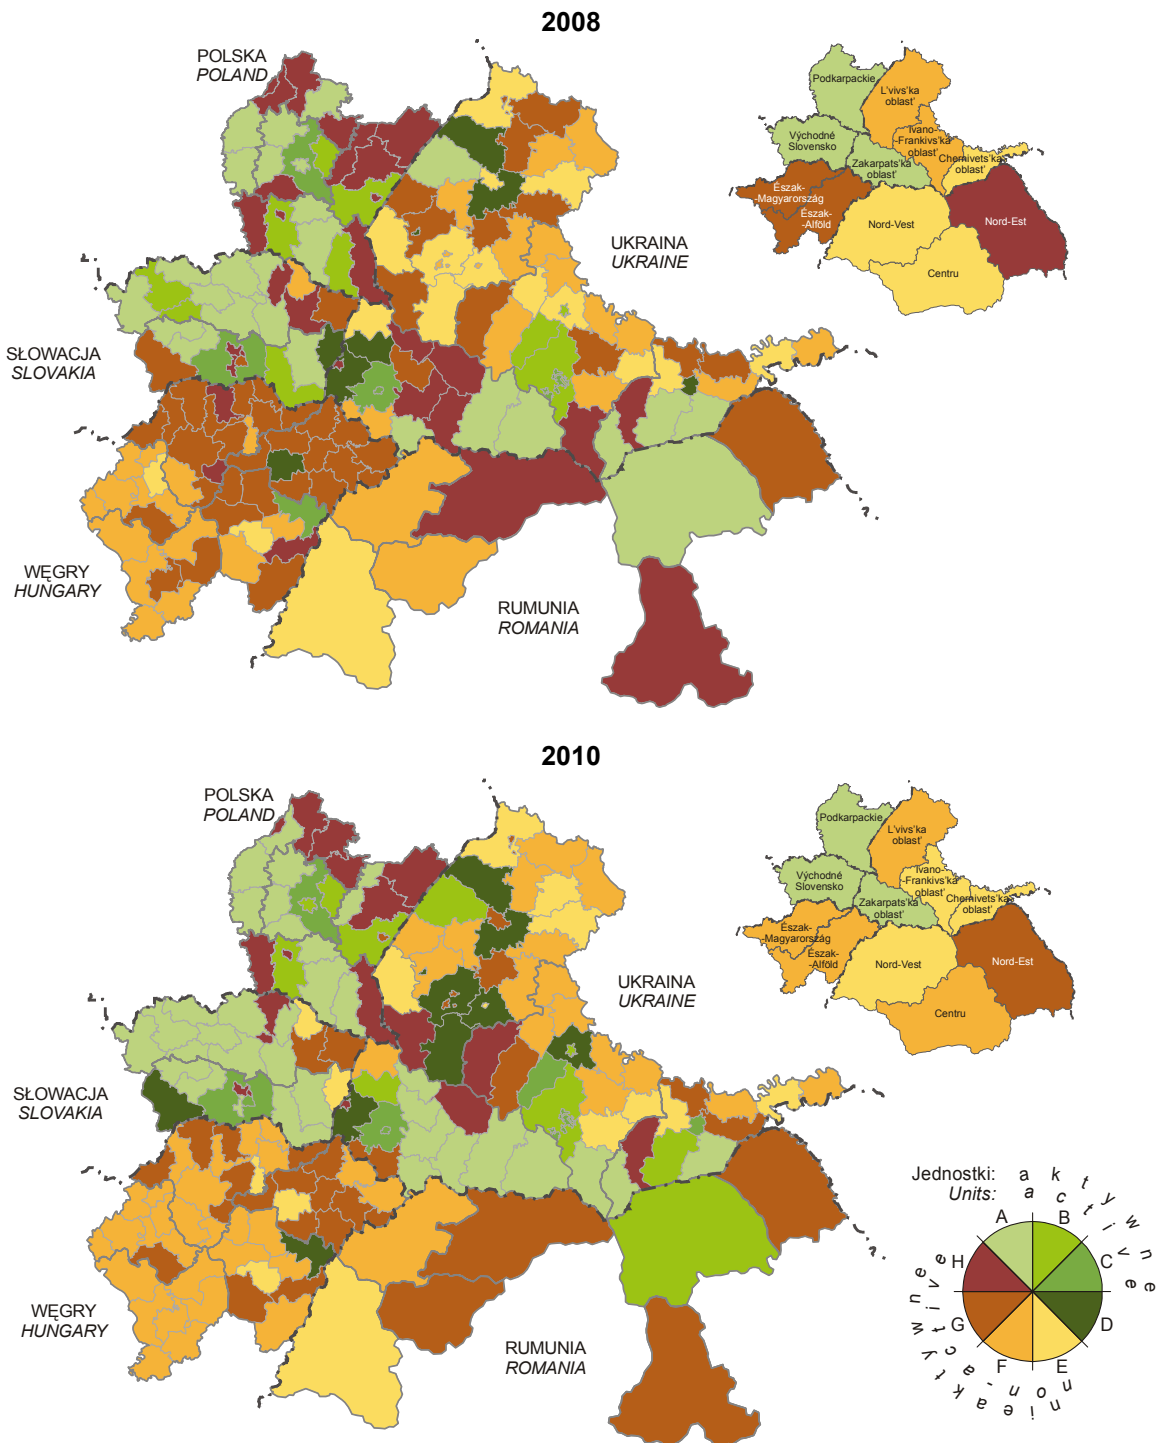 2008
POLSKA
POLAND
UKRAINA
UKRAINE
SŁOWACJA
SLOVAKIA
WĘGRY
HUNGARY
RUMUNIA
ROMANIA
Podkarpackie
L'vivs'ka
oblast'
Východné
Slovensko
Ivano-
-Frankivs'ka
oblast'
Chernivets'ka
oblast'
Zakarpats'ka
oblast'
Észak-
-Magyarország
Észak-
-Alföld
Nord-Vest
Nord-Est
Centru
2010
POLSKA
POLAND
UKRAINA
UKRAINE
SŁOWACJA
SLOVAKIA
WĘGRY
HUNGARY
RUMUNIA
ROMANIA
Podkarpackie
L'vivs'ka
oblast'
Východné
Slovensko
Ivano-
-Frankivs'ka
oblast'
Chernivets'ka
oblast'
Zakarpats'ka
oblast'
Észak-
-Magyarország
Észak-
-Alföld
Nord-Vest
Nord-Est
Centru
Jednostki: aktywne
Units: active
A
B
C
D
E
F
G
H
nieaktywne
non-active